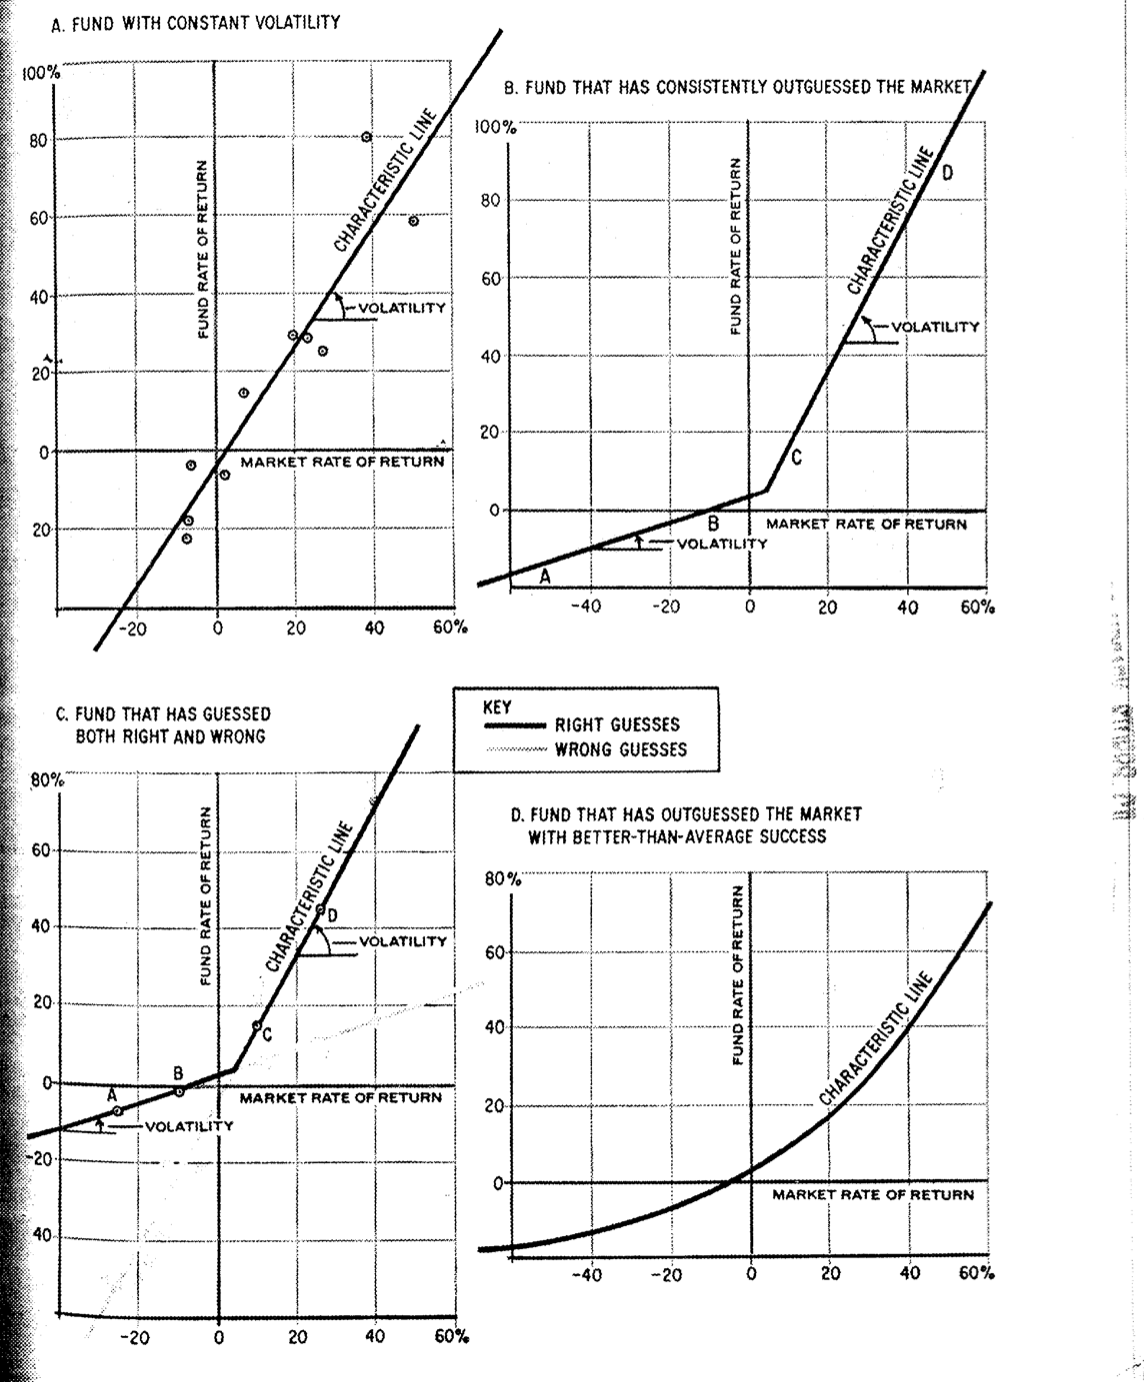 A. FUND WITH CONSTANT VOLATILITY
100%
80
60
40
20
0
20
-20
0
20
40
60%
FUND RATE OF RETURN
CHARACTERISTIC LINE
VOLATILITY
MARKET RATE OF RETURN
B. FUND THAT HAS CONSISTENTLY OUTGUESSED THE MARKET
100%
80
60
40
20
0
-40
-20
0
20
40
60%
FUND RATE OF RETURN
CHARACTERISTIC LINE
D
VOLATILITY
C
B
MARKET RATE OF RETURN
VOLATILITY
A
KEY
RIGHT GUESSES
WRONG GUESSES
C. FUND THAT HAS GUESSED
BOTH RIGHT AND WRONG
80%
60
40
20
0
-20
40
-20
0
20
40
60%
FUND RATE OF RETURN
CHARACTERISTIC LINE
D
VOLATILITY
C
B
A
MARKET RATE OF RETURN
VOLATILITY
D. FUND THAT HAS OUTGUESSED THE MARKET
WITH BETTER-THAN-AVERAGE SUCCESS
80%
60
40
20
0
-40
-20
0
20
40
60%
FUND RATE OF RETURN
CHARACTERISTIC LINE
MARKET RATE OF RETURN